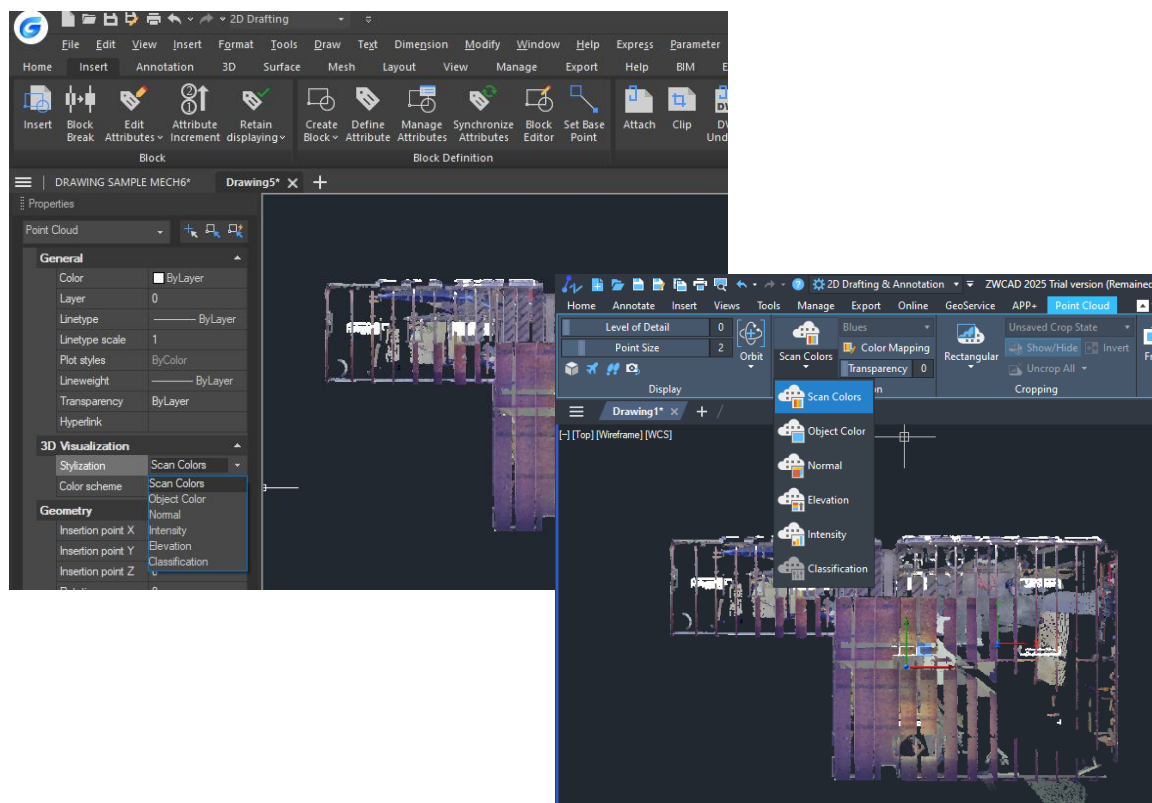 2D Drafting
File Edit View Insert Format Tools Draw Text Dimension Modify Window Help Express Parameter
Home Insert Annotation 3D Surface Mesh Layout View Manage Export Help BIM
Insert Block Break Edit Attributes Attribute Increment Retain displaying Create Block Define Attribute Manage Attributes Synchronize Attributes Block Editor Set Base Point Attach Clip
Block Block Definition
DRAWING SAMPLE MECH6* Drawing5*
Properties
Point Cloud
General
Color ByLayer
Layer 0
Linetype ByLayer
Linetype scale 1
Plot styles ByColor
Lineweight ByLayer
Transparency ByLayer
Hyperlink
3D Visualization
Stylization Scan Colors
Color scheme Scan Colors
Object Color
Geometry Normal
Insertion point X Intensity
Insertion point Y Elevation
Classification
Insertion point Z 0
2D Drafting & Annotation ZWCAD 2025 Trial version (Remained
Home Annotate Insert Views Tools Manage Export Online GeoService APP+ Point Cloud
Level of Detail 0
Point Size 2
Orbit
Scan Colors
Blues
Color Mapping
Transparency 0
Rectangular
Unsaved Crop State
Show/Hide Invert
Uncrop All
Display
Cropping
Drawing1*
[-] [Top] [Wireframe] [WCS]
Scan Colors
Object Color
Normal
Elevation
Intensity
Classification